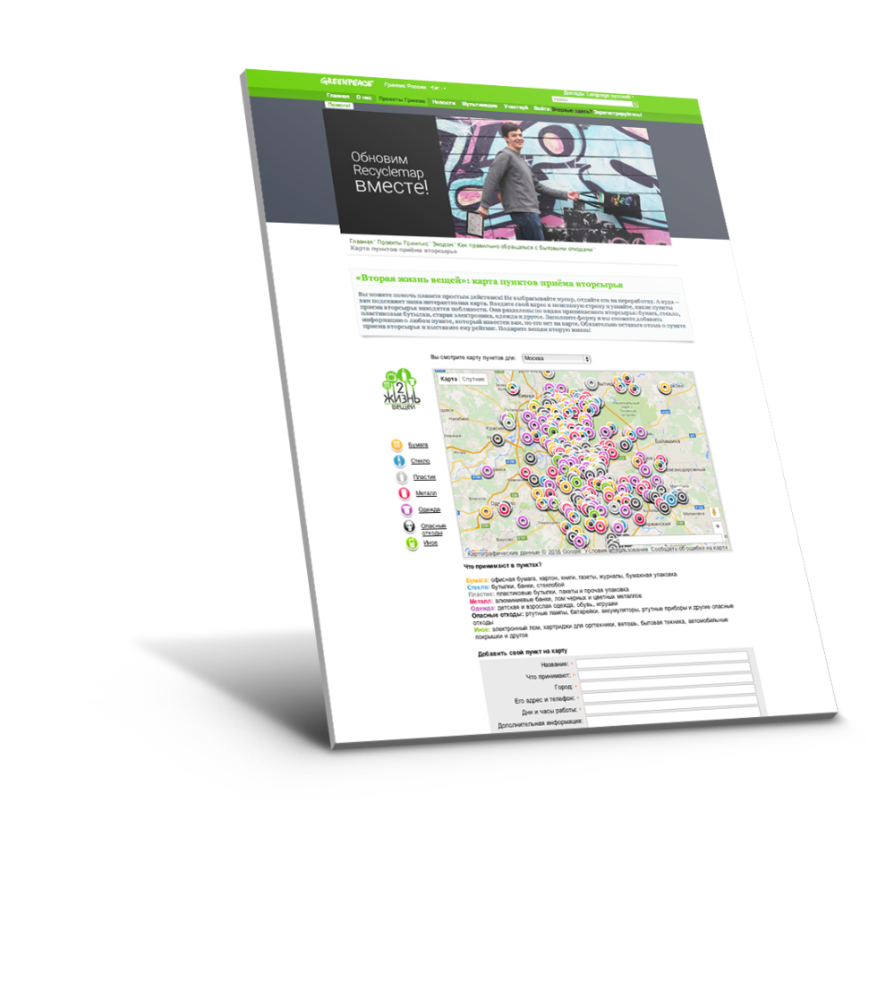 GREENPEACE Гринпис Россия
Доклады Language: русский
Главная О нас Проекты Гринпис Новости Мультимедиа Участвуй Войти Впервые здесь? Зарегистрируйтесь!
Помоги!
Обновим
Recyclemap
вместе!
Главная Проекты Гринпис Экодом Как правильно обращаться с бытовыми отходами
Карта пунктов приёма вторсырья
«Вторая жизнь вещей»: карта пунктов приёма вторсырья
Вы можете помочь планете простым действием! Не выбрасывайте мусор, отдайте его на переработку. А куда —
вам подскажет наша интерактивная карта. Введите свой адрес в поисковую строку и узнайте, какие пункты
приема вторсырья находятся поблизости. Они разделены по видам принимаемого вторсырья: бумага, стекло,
пластиковые бутылки, старая электроника, одежда и другое. Заполните форму и вы сможете добавить
информацию о любом пункте, который известен вам, но его нет на карте. Обязательно оставьте отзыв о пункте
приема вторсырья и выставите ему рейтинг. Подарите вещам вторую жизнь!
Вы смотрите карту пунктов для: Москва
2
ЖИЗНЬ
вещей
Карта Спутник
Химки
Балашиха
Бумага
Стекло
Пластик
Металл
Одежда
Опасные
отходы
Иное
Google
Картографические данные © 2016 Google Условия использования Сообщить об ошибке на карте
Что принимают в пунктах?
Бумага: офисная бумага, картон, книги, газеты, журналы, бумажная упаковка
Стекло: бутылки, банки, стеклобой
Пластик: пластиковые бутылки, пакеты и прочая упаковка
Металл: алюминиевые банки, лом черных и цветных металлов
Одежда: детская и взрослая одежда, обувь, игрушки
Опасные отходы: ртутные лампы, батарейки, аккумуляторы, ртутные приборы и другие опасные
отходы
Иное: электронный лом, картриджи для оргтехники, ветошь, бытовая техника, автомобильные
покрышки и другое
Добавить свой пункт на карту
Название: *
Что принимают: *
Город: *
Его адрес и телефон: *
Дни и часы работы: *
Дополнительная информация: